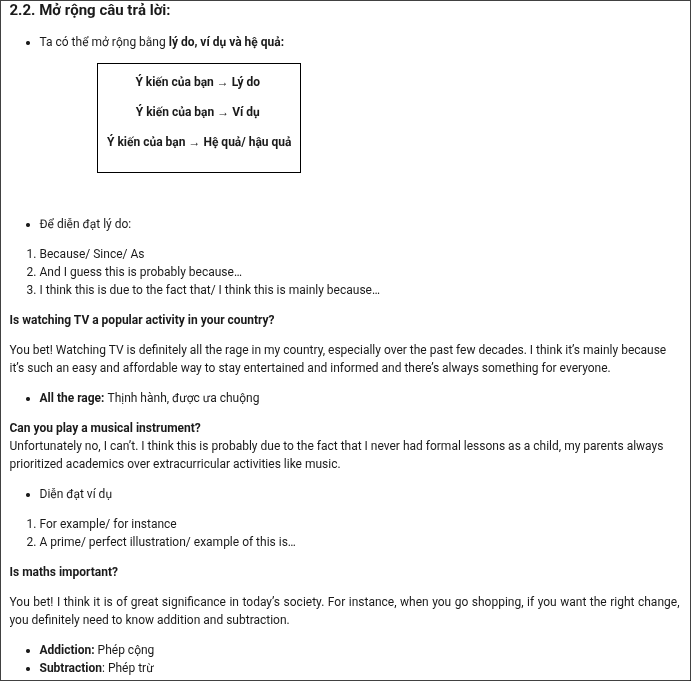 2.2. Mở rộng câu trả lời:
• Ta có thể mở rộng bằng lý do, ví dụ và hệ quả:
Ý kiến của bạn → Lý do
Ý kiến của bạn → Ví dụ
Ý kiến của bạn → Hệ quả/ hậu quả
• Để diễn đạt lý do:
1. Because/ Since/ As
2. And I guess this is probably because...
3. I think this is due to the fact that/ I think this is mainly because...
Is watching TV a popular activity in your country?
You bet! Watching TV is definitely all the rage in my country, especially over the past few decades. I think it's mainly because
it's such an easy and affordable way to stay entertained and informed and there's always something for everyone.
• All the rage: Thịnh hành, được ưa chuộng
Can you play a musical instrument?
Unfortunately no, I can't. I think this is probably due to the fact that I never had formal lessons as a child, my parents always
prioritized academics over extracurricular activities like music.
• Diễn đạt ví dụ
1. For example/ for instance
2. A prime/ perfect illustration/ example of this is...
Is maths important?
You bet! I think it is of great significance in today's society. For instance, when you go shopping, if you want the right change,
you definitely need to know addition and subtraction.
• Addiction: Phép cộng
• Subtraction: Phép trừ